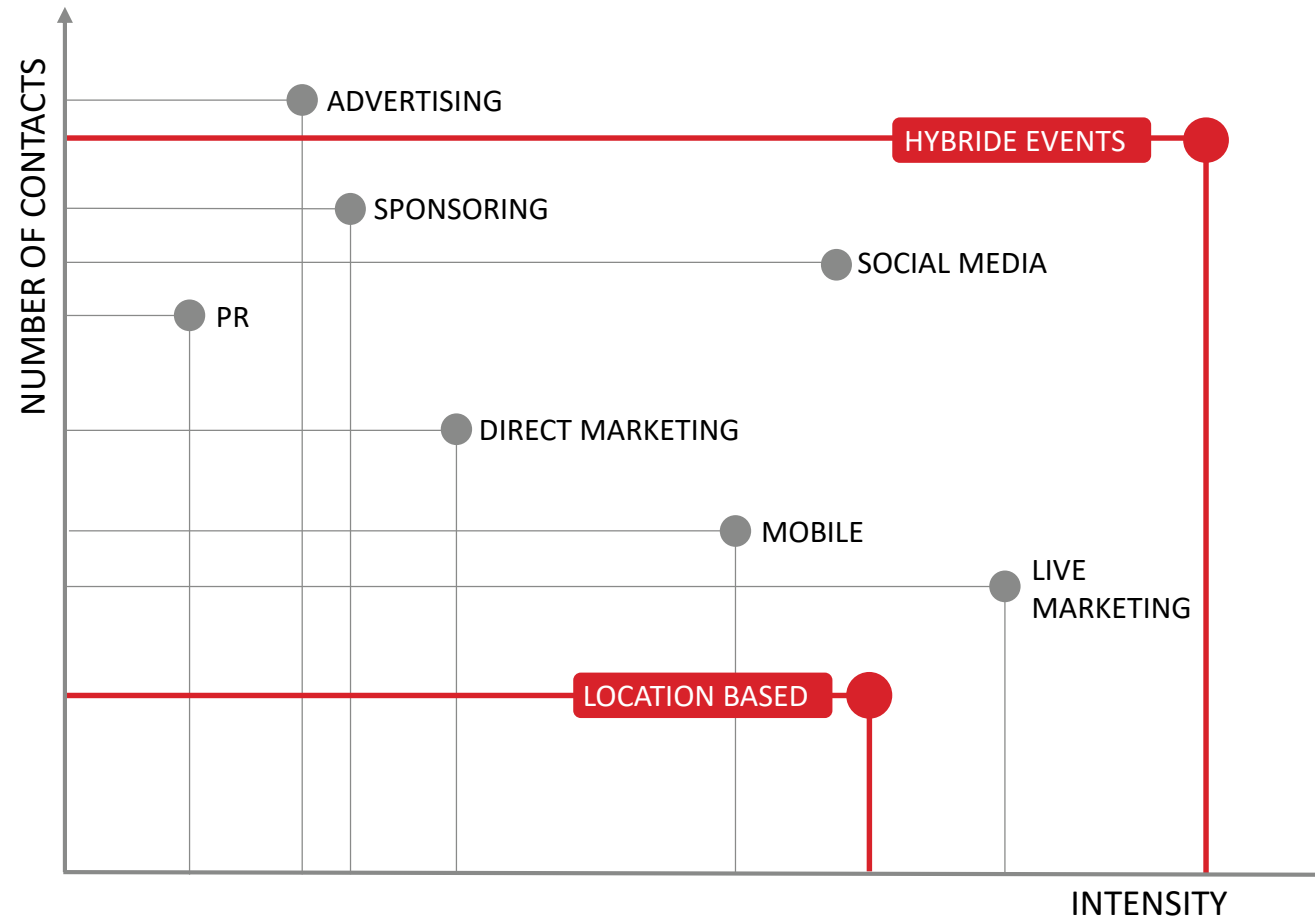 NUMBER OF CONTACTS
ADVERTISING
HYBRIDE EVENTS
SPONSORING
SOCIAL MEDIA
PR
DIRECT MARKETING
MOBILE
LIVE
MARKETING
LOCATION BASED
INTENSITY